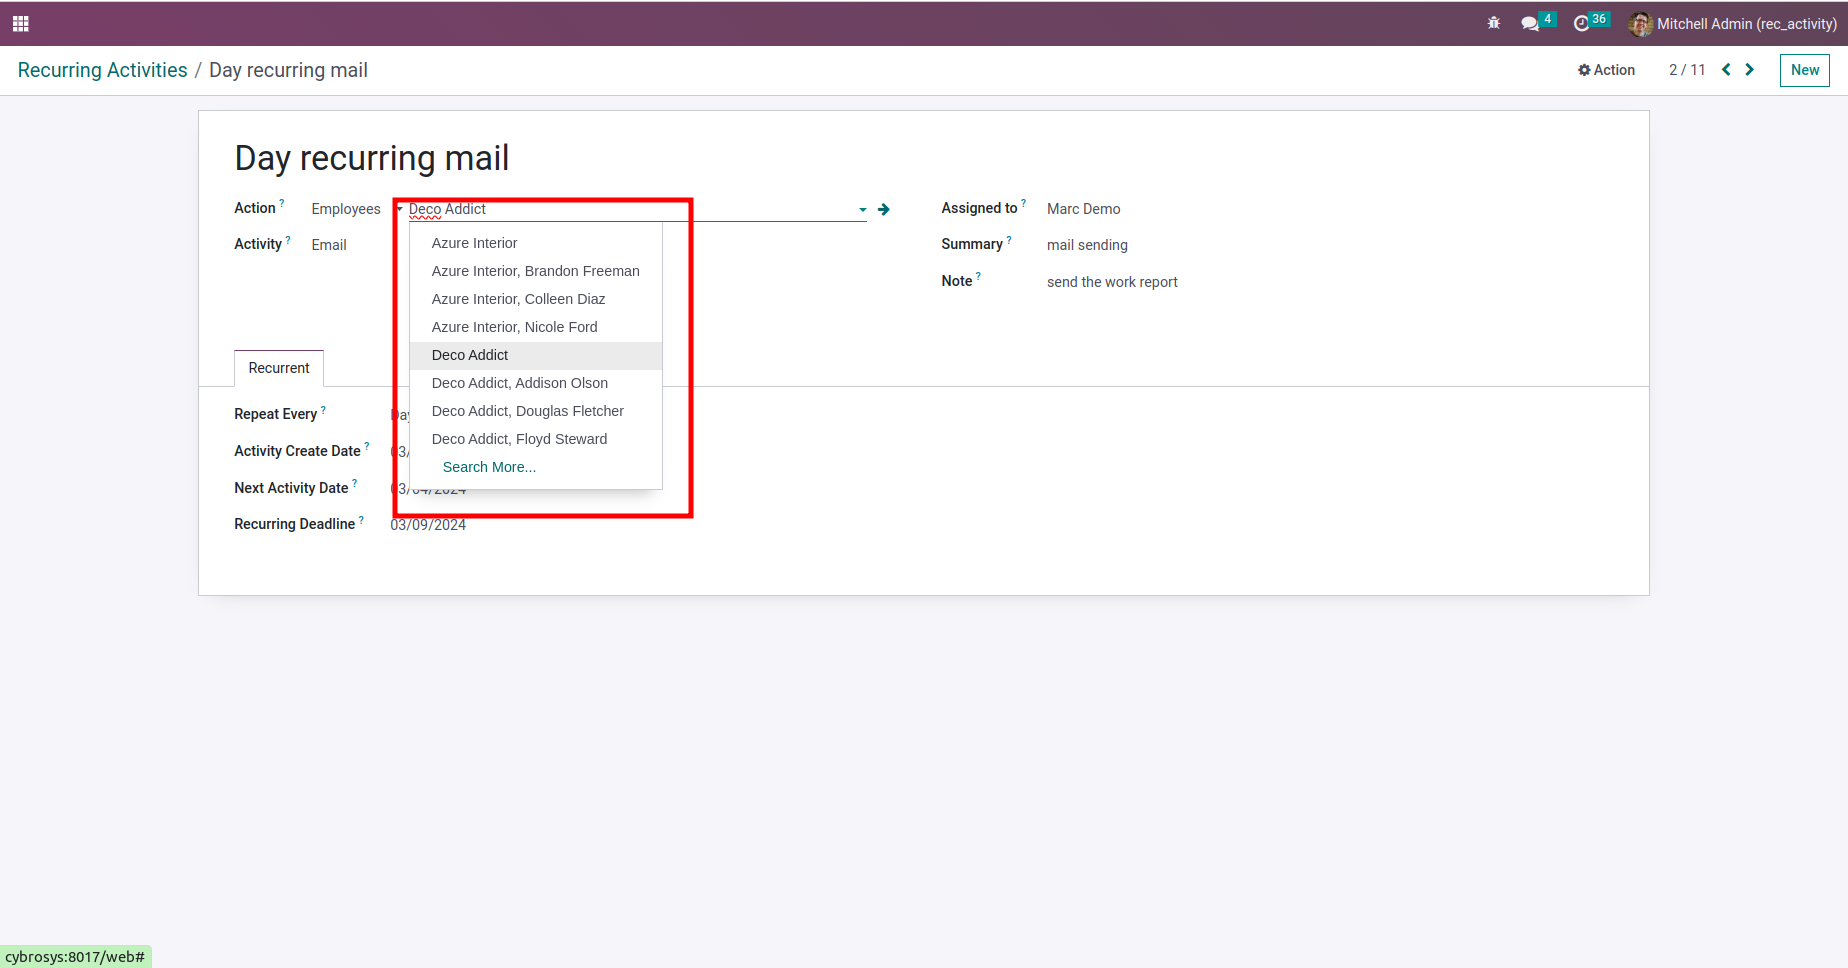 4
36
Mitchell Admin (rec_activity)
Recurring Activities / Day recurring mail
Action
2 / 11
New
Day recurring mail
Action ?
Employees
Deco Addict
Assigned to ?
Marc Demo
Activity ?
Email
Azure Interior
Summary ?
mail sending
Azure Interior, Brandon Freeman
Note ?
send the work report
Azure Interior, Colleen Diaz
Azure Interior, Nicole Ford
Deco Addict
Recurrent
Deco Addict, Addison Olson
Repeat Every ?
Day
Deco Addict, Douglas Fletcher
Deco Addict, Floyd Steward
Activity Create Date ?
03/
Search More...
Next Activity Date ?
03/04/2024
Recurring Deadline ?
03/09/2024
cybrosys:8017/web#